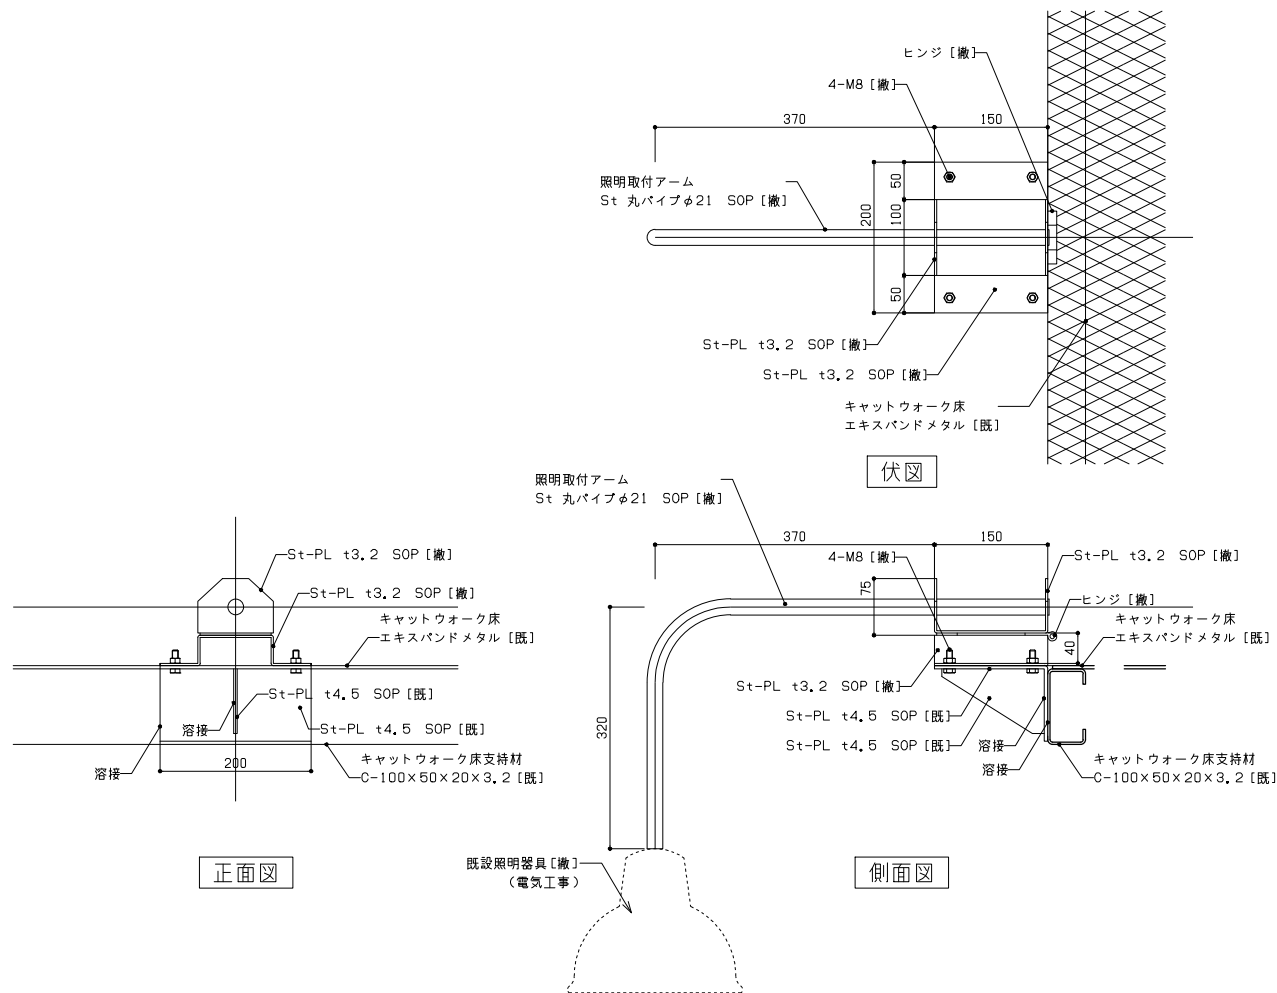 ヒンジ [撤]
4-M8 [撤]
370
150
照明取付アーム
St 丸パイプφ21 SOP [撤]
50
200
100
50
St-PL t3.2 SOP [撤]
St-PL t3.2 SOP [撤]
キャットウォーク床
エキスパンドメタル [既]
伏図
照明取付アーム
St 丸パイプφ21 SOP [撤]
370
150
4-M8 [撤]
75
St-PL t3.2 SOP [撤]
ヒンジ [撤]
キャットウォーク床
エキスパンドメタル [既]
40
St-PL t3.2 SOP [撤]
St-PL t4.5 SOP [既]
St-PL t4.5 SOP [既]
溶接
溶接
キャットウォーク床支持材
C-100×50×20×3.2 [既]
320
既設照明器具 [撤]
(電気工事)
側面図
St-PL t3.2 SOP [撤]
St-PL t3.2 SOP [撤]
キャットウォーク床
エキスパンドメタル [既]
St-PL t4.5 SOP [既]
溶接
St-PL t4.5 SOP [既]
キャットウォーク床支持材
C-100×50×20×3.2 [既]
溶接
200
正面図